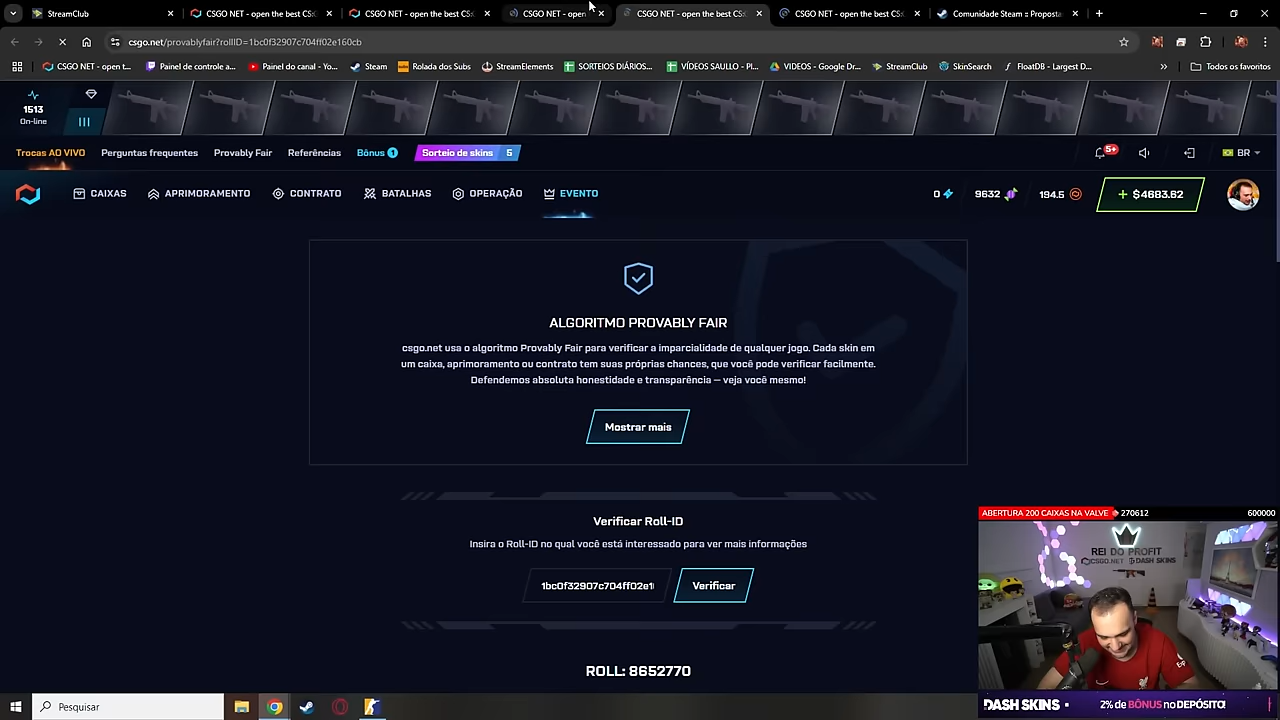 StreamClub
CSGO NET - open the best CS:
CSGO NET - open the best CS:
CSGO NET - open
CSGO NET - open the best CS:
CSGO NET - open the best CS:
Comunidade Steam :: Proposta
csgo.net/provablyfair?rollID=1bc0f32907c704ff02e160cb
CSGO NET - open t...
Painel de controle a...
Painel do canal - Yo...
Steam
Rolada dos Subs
StreamElements
SORTEIOS DIÁRIOS...
VÍDEOS SAULLO - Pl...
VIDEOS - Google Dr...
StreamClub
SkinSearch
FloatDB - Largest D...
Todos os favoritos
1513
On-line
Trocas AO VIVO
Perguntas frequentes
Provably Fair
Referências
Bônus 1
Sorteio de skins 5
5+
BR
CAIXAS
APRIMORAMENTO
CONTRATO
BATALHAS
OPERAÇÃO
EVENTO
0
9632
194.5
+ $4683.62
ALGORITMO PROVABLY FAIR
csgo.net usa o algoritmo Provably Fair para verificar a imparcialidade de qualquer jogo. Cada skin em
um caixa, aprimoramento ou contrato tem suas próprias chances, que você pode verificar facilmente.
Defendemos absoluta honestidade e transparência — veja você mesmo!
Mostrar mais
Verificar Roll-ID
Insira o Roll-ID no qual você está interessado para ver mais informações
1bc0f32907c704ff02e1
Verificar
ROLL: 8652770
ABERTURA 200 CAIXAS NA VALVE
270612
600000
REI DO PROFIT
CSGO.NET
DASH SKINS
DASH SKINS
2% de BÔNUS no DEPÓSITO!
Pesquisar